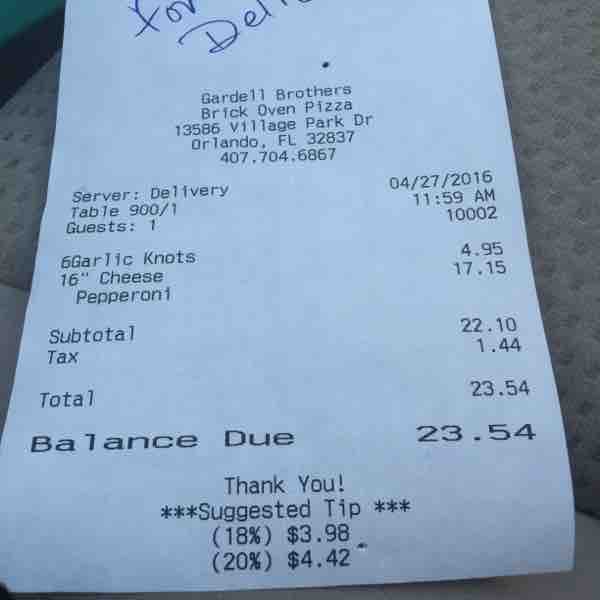 For
Gardell Brothers
Brick Oven Pizza
13586 Village Park Dr
Orlando, FL 32837
407.704.6867
Server: Delivery 04/27/2016
Table 900/1 11:59 AM
Guests: 1 10002
6Garlic Knots 4.95
16" Cheese 17.15
Pepperoni
Subtotal 22.10
Tax 1.44
Total 23.54
Balance Due 23.54
Thank You!
***Suggested Tip ***
(18%) $3.98
(20%) $4.42